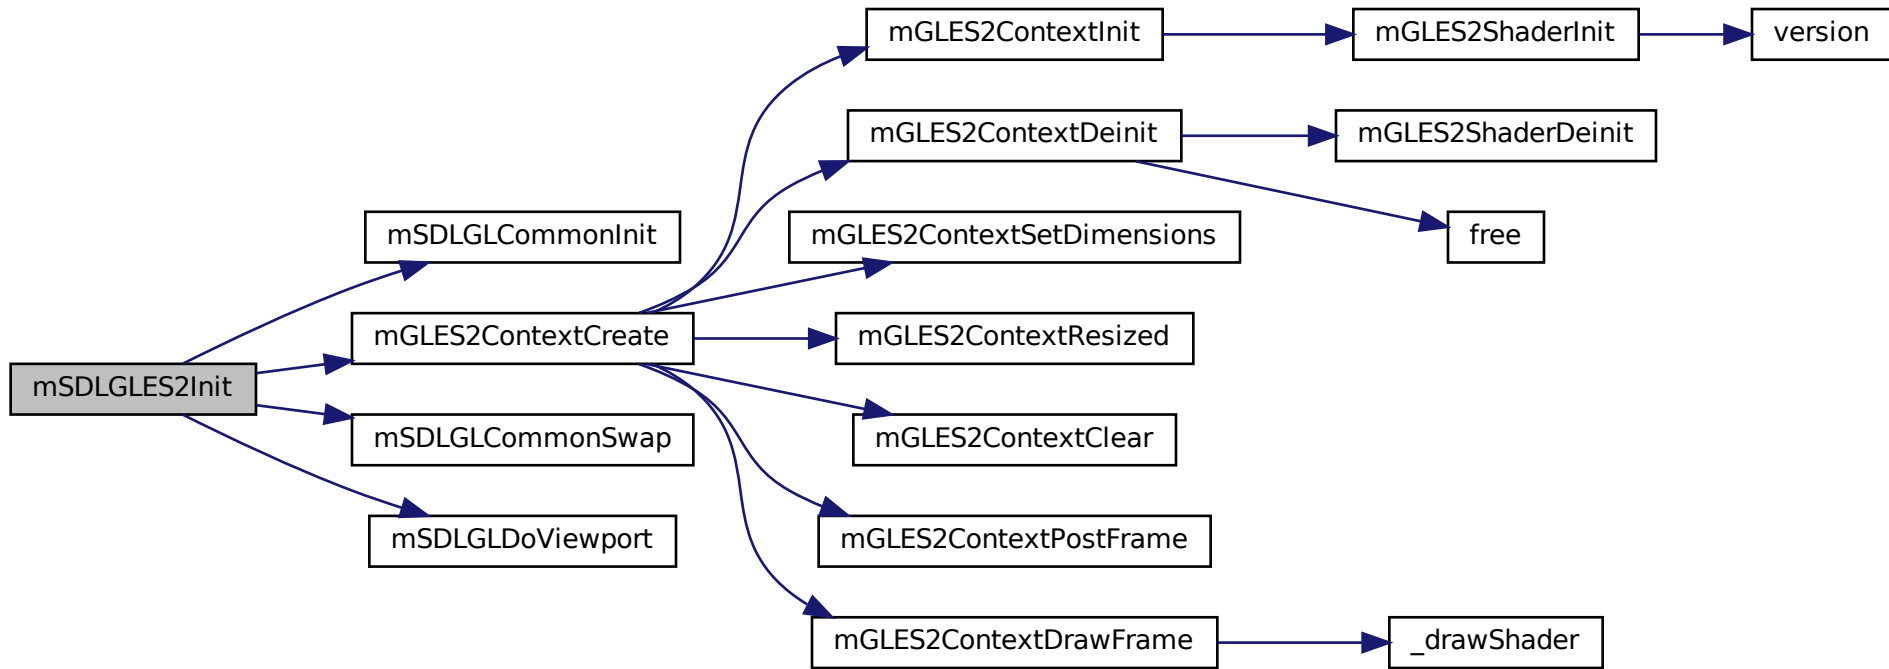 mGLES2ContextInit
mGLES2ShaderInit
version
mGLES2ContextDeinit
mGLES2ShaderDeinit
mSDLGLCommonInit
mGLES2ContextSetDimensions
free
mGLES2ContextCreate
mGLES2ContextResized
mSDLGLES2Init
mSDLGLCommonSwap
mGLES2ContextClear
mSDLGLDoViewport
mGLES2ContextPostFrame
mGLES2ContextDrawFrame
_drawShader